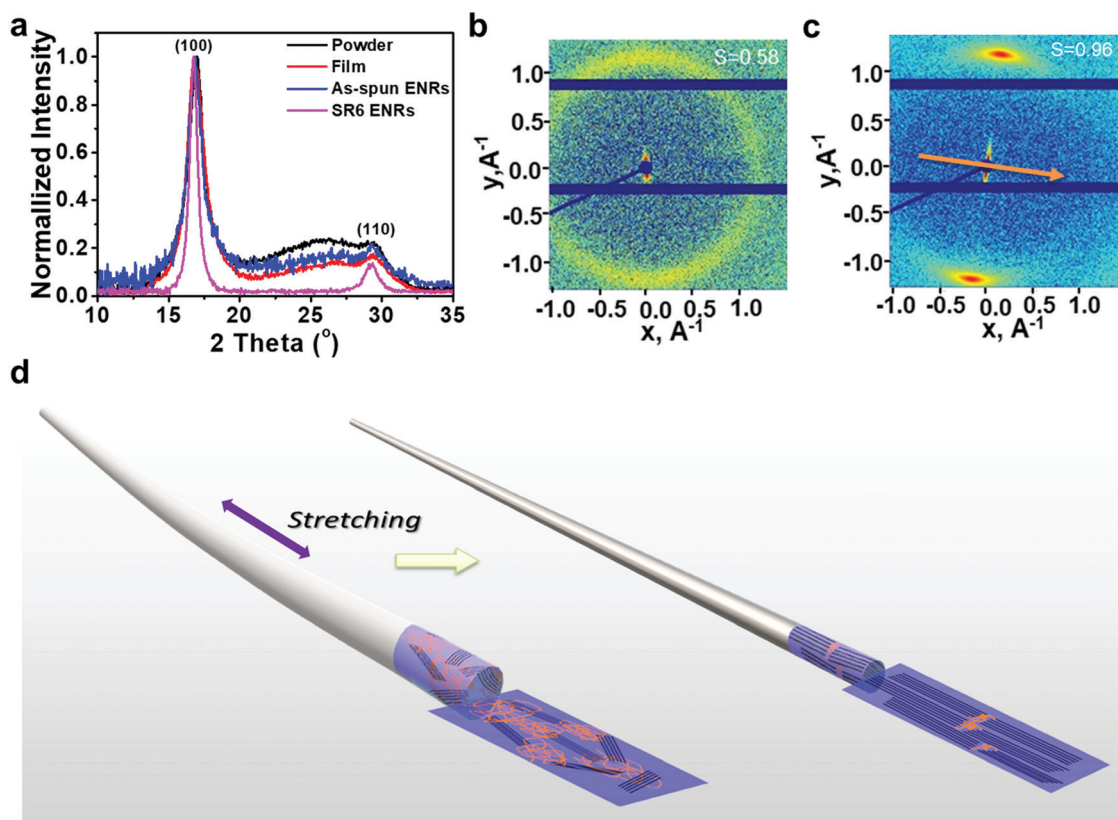 a
Normallized Intensity
1.0
0.8
0.6
0.4
0.2
0.0
(100)
(110)
Powder
Film
As-spun ENRs
SR6 ENRs
10 15 20 25 30 35
2 Theta (°)
b
S=0.58
y,A⁻¹
1.0
0.5
0.0
-0.5
-1.0
-1.0 -0.5 0.0 0.5 1.0
x, A⁻¹
c
S=0.96
y,A⁻¹
1.0
0.5
0.0
-0.5
-1.0
-1.0 -0.5 0.0 0.5 1.0
x, A⁻¹
d
Stretching